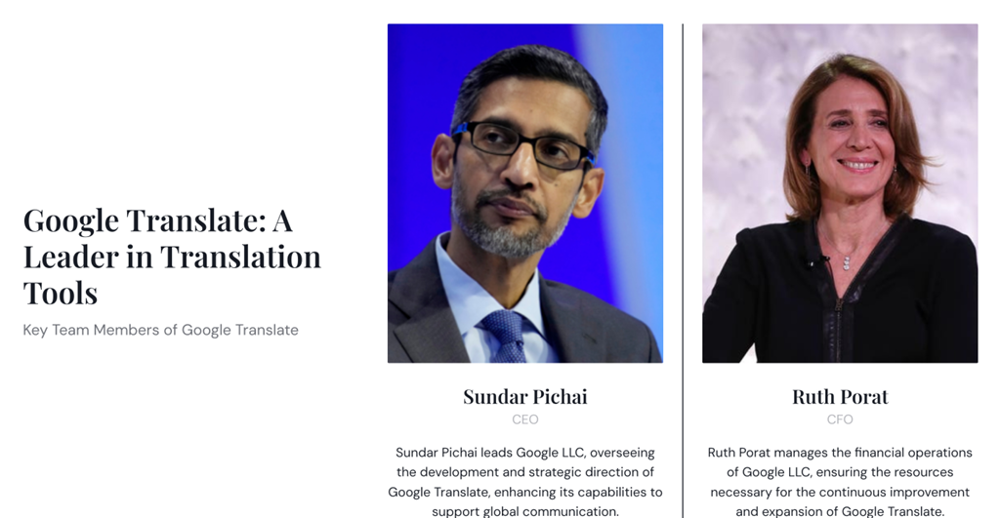 Google Translate: A
Leader in Translation
Tools
Key Team Members of Google Translate
Sundar Pichai
CEO
Sundar Pichai leads Google LLC, overseeing
the development and strategic direction of
Google Translate, enhancing its capabilities to
support global communication.
Ruth Porat
CFO
Ruth Porat manages the financial operations
of Google LLC, ensuring the resources
necessary for the continuous improvement
and expansion of Google Translate.